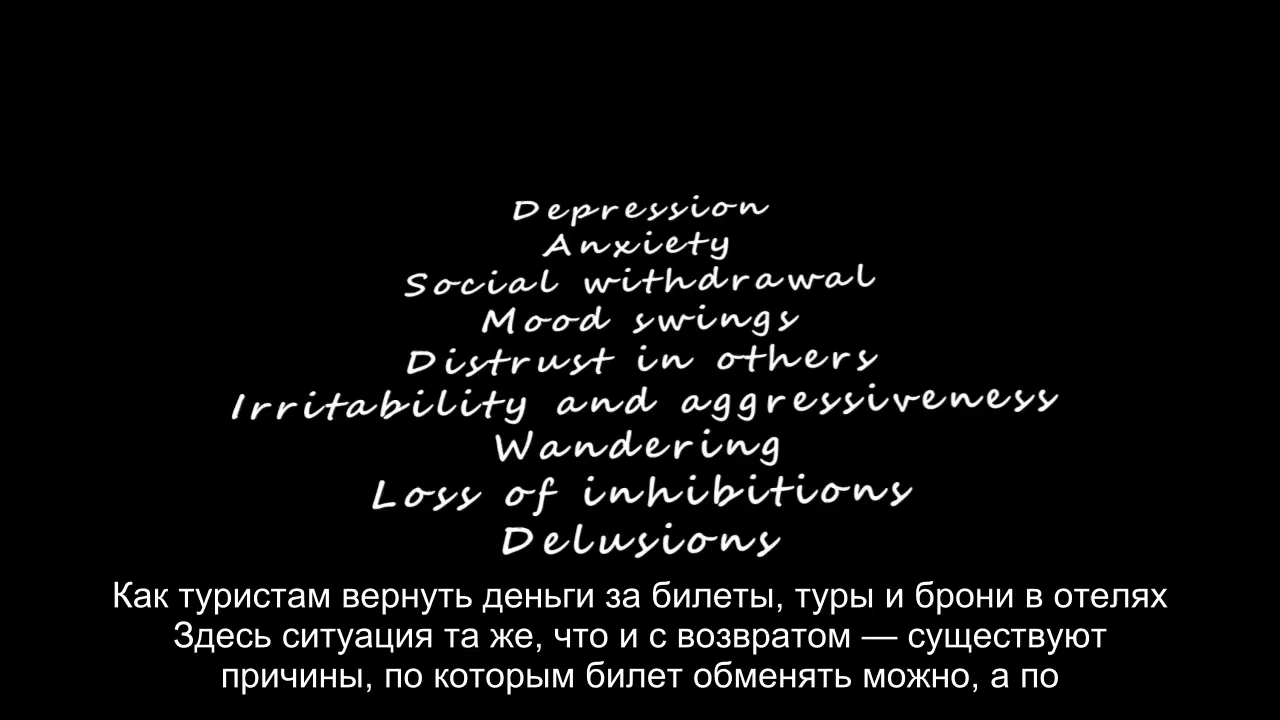 Depression
Anxiety
Social withdrawal
Mood swings
Distrust in others
Irritability and aggressiveness
Wandering
Loss of inhibitions
Delusions
Как туристам вернуть деньги за билеты, туры и брони в отелях
Здесь ситуация та же, что и с возвратом — существуют
причины, по которым билет обменять можно, а по